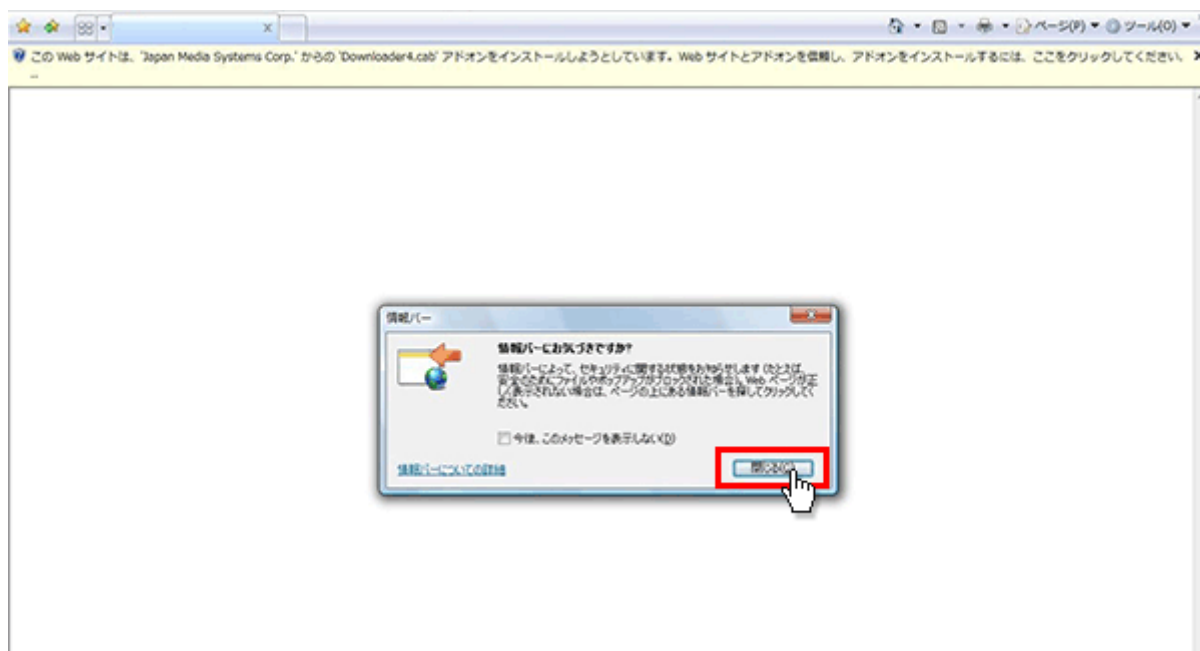 ページ(P) ツール(O)
この Web サイトは、'Japan Media Systems Corp.' からの 'Downloader4.cab' アドオンをインストールしようとしています。Web サイトとアドオンを信頼し、アドオンをインストールするには、ここをクリックしてください。
...
情報バー
情報バーにお気づきですか?
情報バーによって、セキュリティに関する状態をお知らせします (たとえば、
安全のためにファイルやポップアップがブロックされた場合)。Web ページが正
しく表示されない場合は、ページの上にある情報バーを探してクリックしてく
ださい。
今後、このメッセージを表示しない(D)
情報バーについての詳細
閉じる(C)